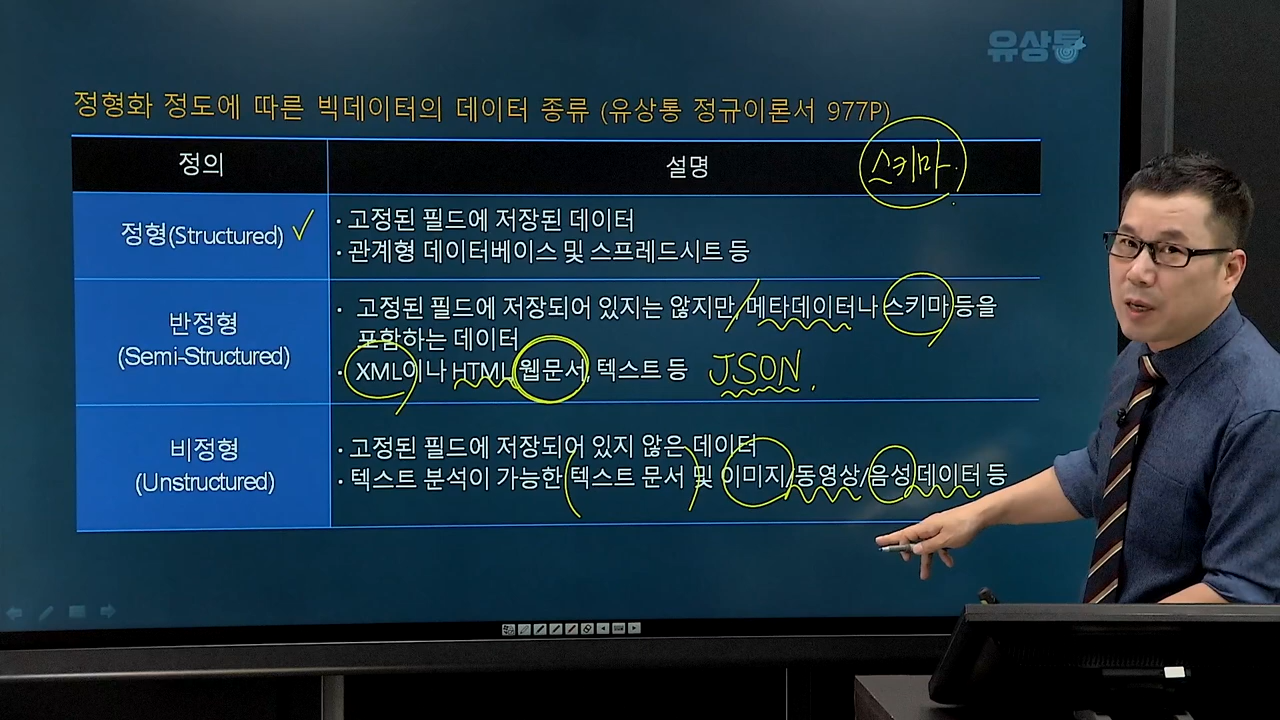 유상통
정형화 정도에 따른 빅데이터의 데이터 종류 (유상통 정규이론서 977P)
정의
설명
스키마
정형(Structured)
· 고정된 필드에 저장된 데이터
· 관계형 데이터베이스 및 스프레드시트 등
반정형
(Semi-Structured)
· 고정된 필드에 저장되어 있지는 않지만, 메타데이터나 스키마 등을
포함하는 데이터
· XML이나 HTML, 웹문서, 텍스트 등 JSON.
비정형
(Unstructured)
· 고정된 필드에 저장되어 있지 않은 데이터
· 텍스트 분석이 가능한 텍스트 문서 및 이미지/동영상/음성 데이터 등